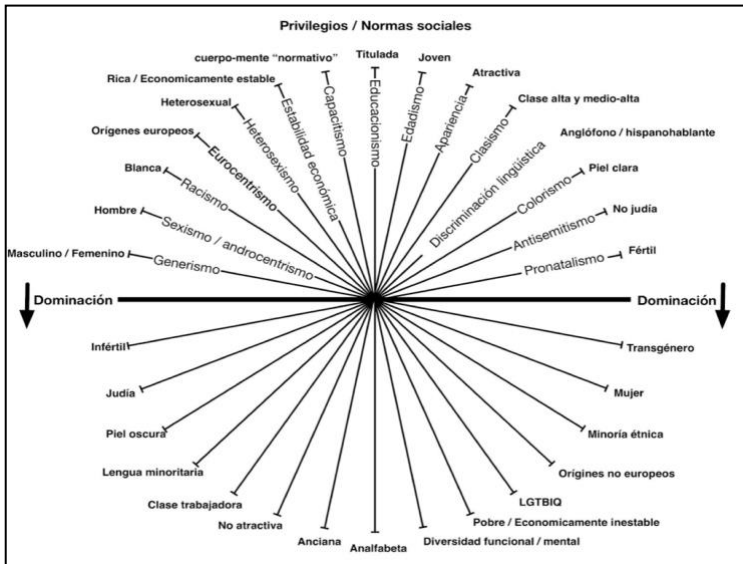 Privilegios / Normas sociales
cuerpo-mente “normativo”
Titulada
Joven
Rica / Economicamente estable
Atractiva
Heterosexual
Clase alta y medio-alta
Orígenes europeos
Anglófono / hispanohablante
Blanca
Piel clara
Hombre
No judía
Masculino / Femenino
Fértil
Generismo
Sexismo / androcentrismo
Racismo
Eurocentrismo
Heterosexismo
Estabilidad económica
Capacitismo
Educacionismo
Edadismo
Apariencia
Clasismo
Discriminación lingüística
Colorismo
Antisemitismo
Pronatalismo
Dominación
Dominación
Infértil
Transgénero
Judía
Mujer
Piel oscura
Minoría étnica
Lengua minoritaria
Orígines no europeos
Clase trabajadora
LGTBIQ
No atractiva
Pobre / Economicamente inestable
Anciana
Analfabeta
Diversidad funcional / mental